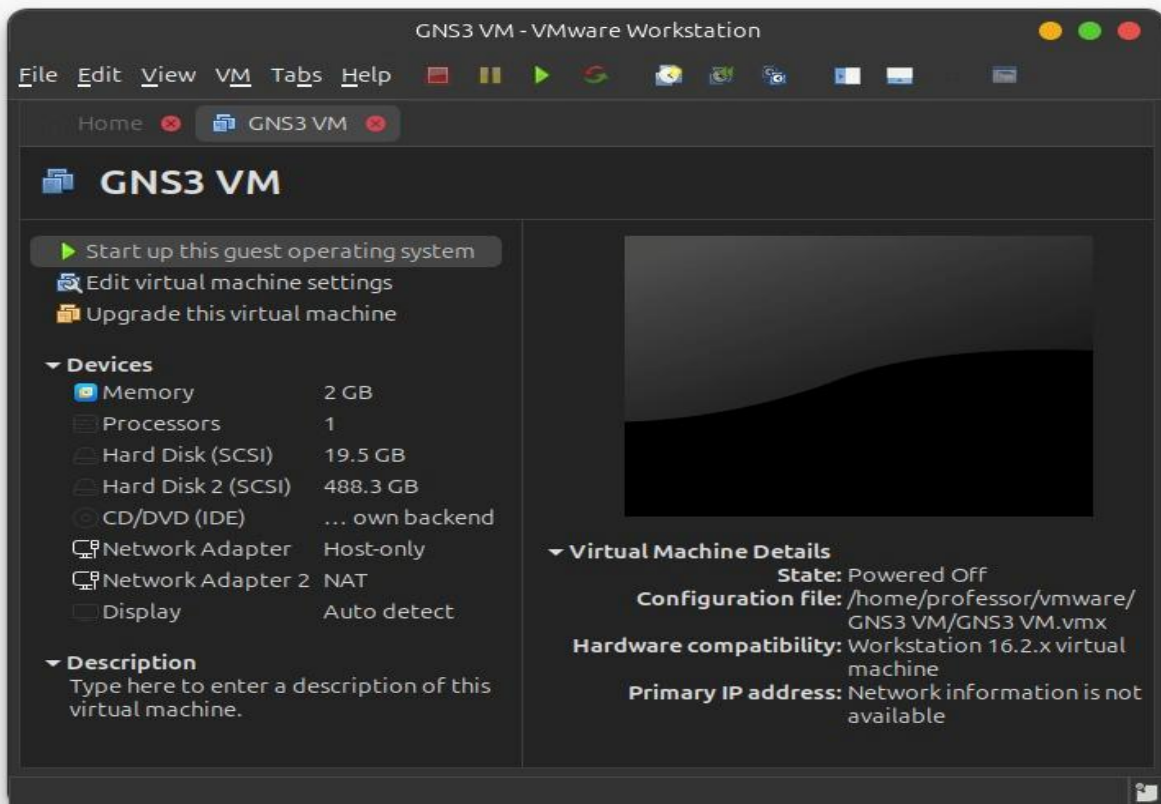 GNS3 VM - VMware Workstation
File Edit View VM Tabs Help
Home GNS3 VM
GNS3 VM
Start up this guest operating system
Edit virtual machine settings
Upgrade this virtual machine
Devices
Memory 2 GB
Processors 1
Hard Disk (SCSI) 19.5 GB
Hard Disk 2 (SCSI) 488.3 GB
CD/DVD (IDE) ... own backend
Network Adapter Host-only
Network Adapter 2 NAT
Display Auto detect
Description
Type here to enter a description of this
virtual machine.
Virtual Machine Details
State: Powered Off
Configuration file: /home/professor/vmware/
GNS3 VM/GNS3 VM.vmx
Hardware compatibility: Workstation 16.2.x virtual
machine
Primary IP address: Network information is not
available